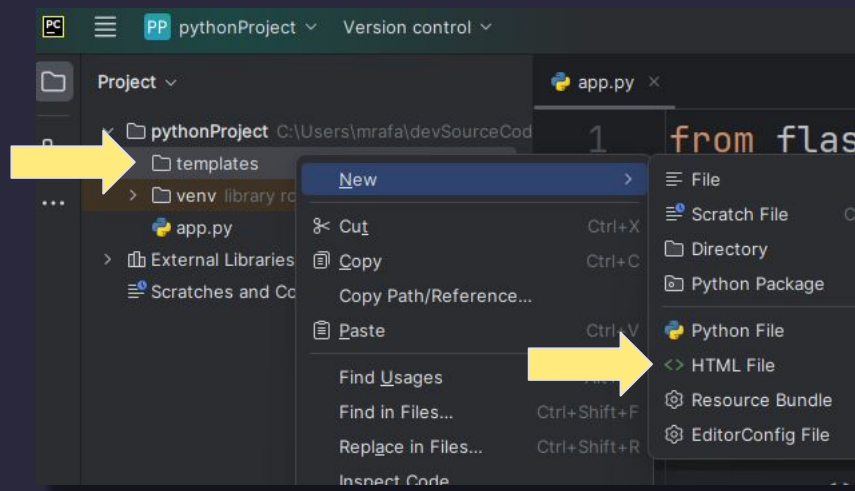 PC PP pythonProject Version control
Project
app.py
pythonProject C:\Users\mrafa\devSourceCod
1 from flas
templates
New
File
venv library ro
Scratch File
app.py
Cut Ctrl+X
Directory
External Libraries
Copy Ctrl+C
Python Package
Scratches and Co
Copy Path/Reference...
Paste Ctrl+V
Python File
HTML File
Find Usages
Resource Bundle
Find in Files... Ctrl+Shift+F
EditorConfig File
Replace in Files... Ctrl+Shift+R
Inspect Code